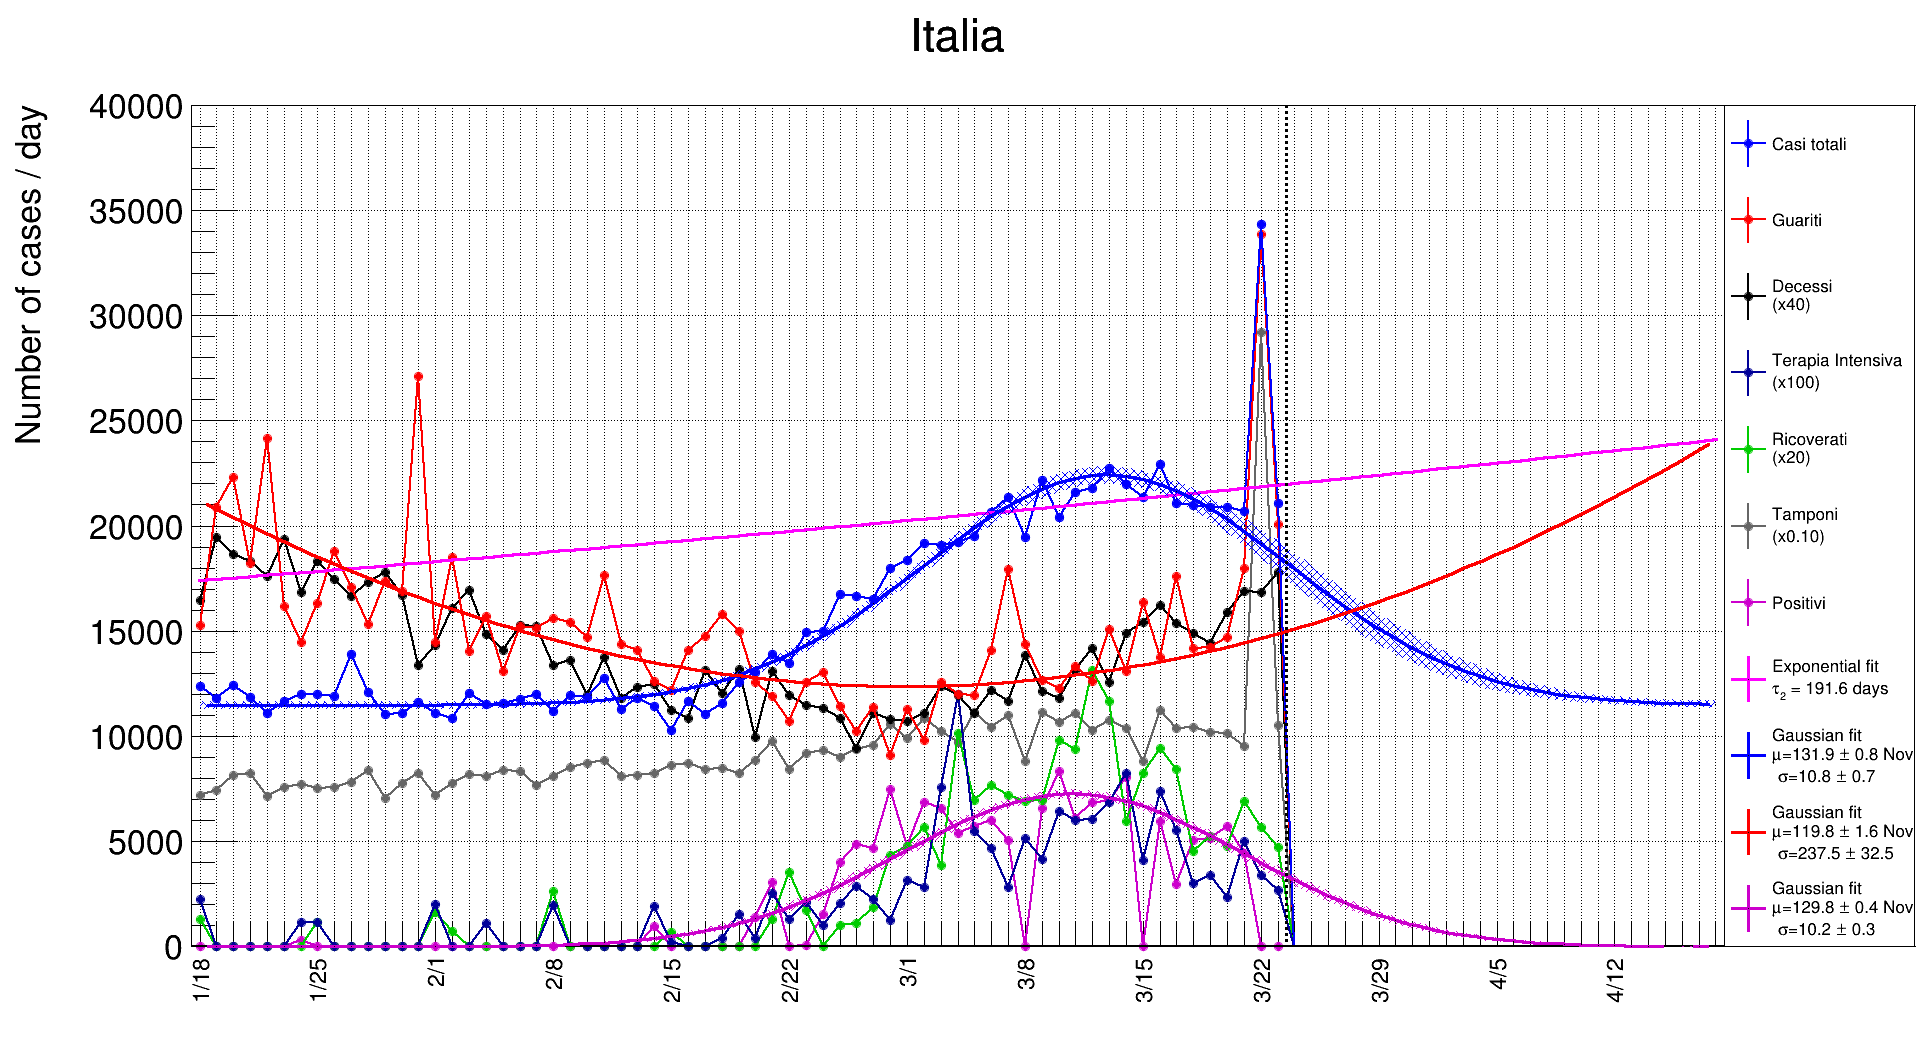 Italia
Number of cases / day
40000
35000
30000
25000
20000
15000
10000
5000
0
1/18
1/25
2/1
2/8
2/15
2/22
3/1
3/8
3/15
3/22
3/29
4/5
4/12
Casi totali
Guariti
Decessi
(x40)
Terapia Intensiva
(x100)
Ricoverati
(x20)
Tamponi
(x0.10)
Positivi
Exponential fit
τ₂ = 191.6 days
Gaussian fit
μ=131.9 ± 0.8 Nov
σ=10.8 ± 0.7
Gaussian fit
μ=119.8 ± 1.6 Nov
σ=237.5 ± 32.5
Gaussian fit
μ=129.8 ± 0.4 Nov
σ=10.2 ± 0.3